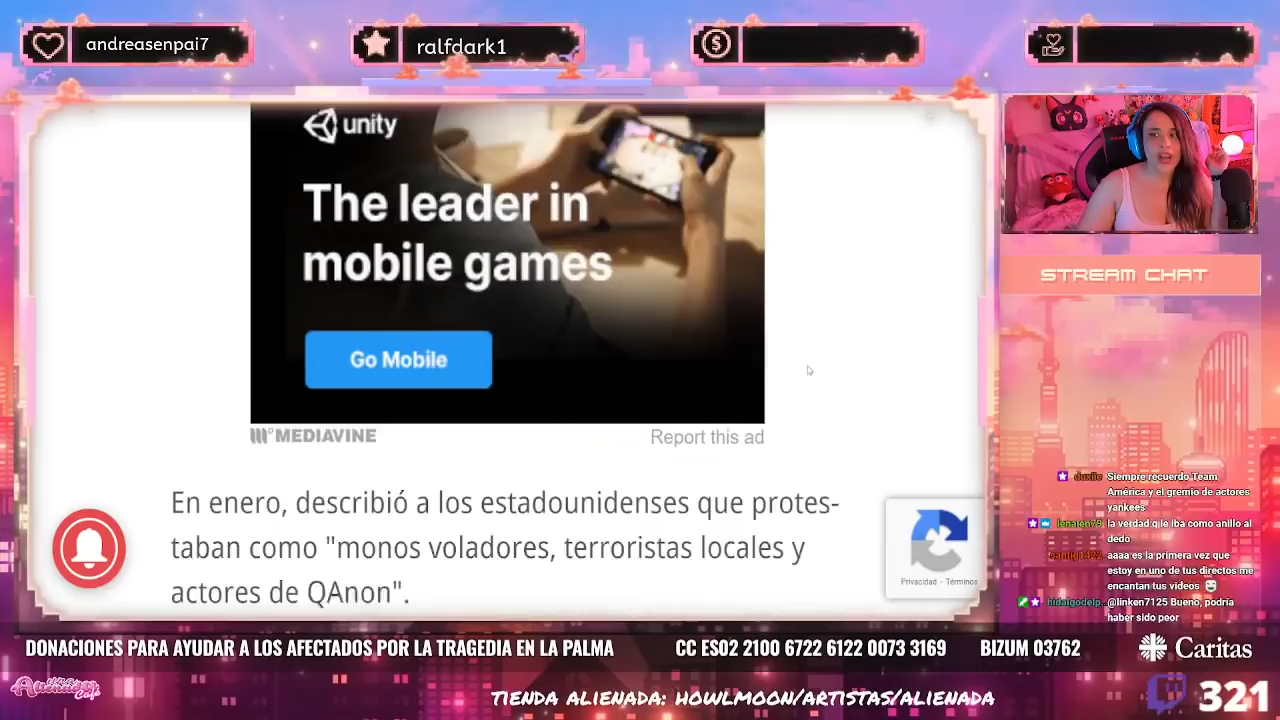 andreasenpai7
ralfdark1
unity
The leader in
mobile games
Go Mobile
MEDIAVINE
Report this ad
En enero, describió a los estadounidenses que protes-
taban como "monos voladores, terroristas locales y
actores de QAnon".
Privacidad - Términos
STREAM CHAT
Siempre recuerdo Team
América y el gremio de actores
yankees
lenalen79 la verdad que iba como anillo al
dedo
santig1422 aaaa es la primera vez que
estoy en uno de tus directos me
encantan tus videos
hidalgodelp... @linken7125 Bueno, podría
haber sido peor
DONACIONES PARA AYUDAR A LOS AFECTADOS POR LA TRAGEDIA EN LA PALMA
CC ES02 2100 6722 6122 0073 3169
BIZUM 03762
Caritas
TIENDA ALIENADA: HOWLMOON/ARTISTAS/ALIENADA
321